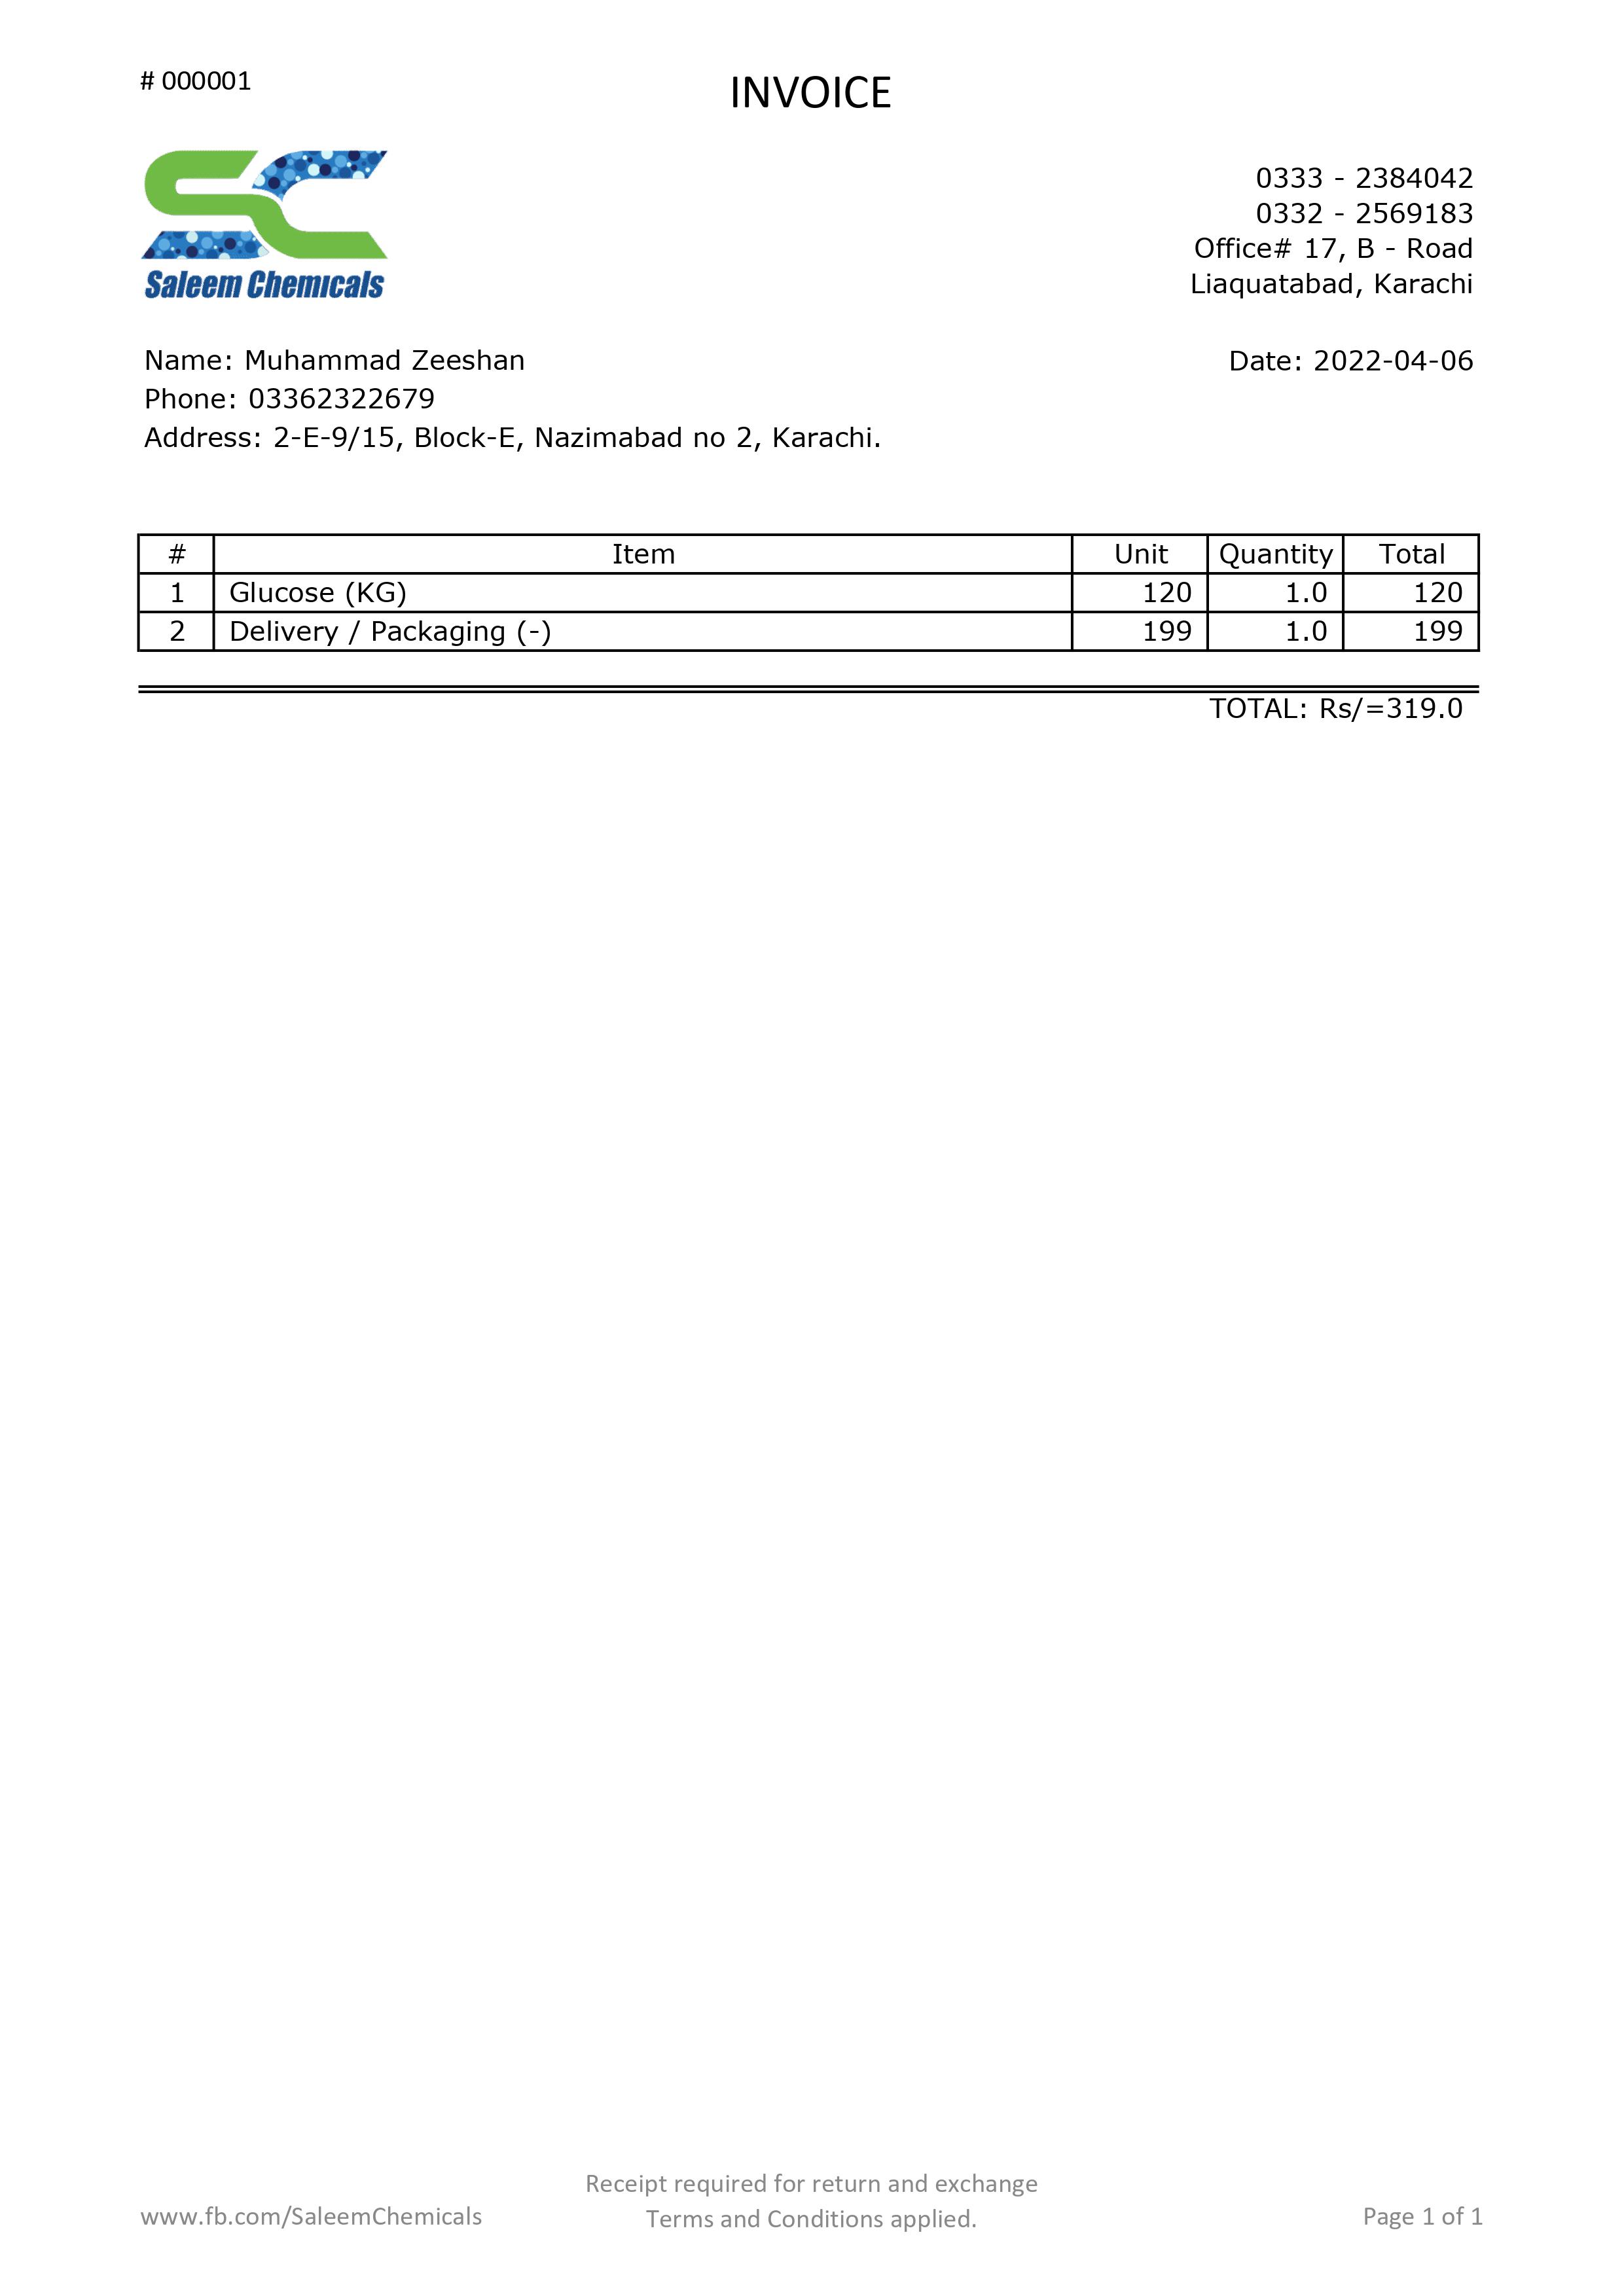 # 000001
INVOICE
Saleem Chemicals
0333 - 2384042
0332 - 2569183
Office# 17, B - Road
Liaquatabad, Karachi
Name: Muhammad Zeeshan
Date: 2022-04-06
Phone: 03362322679
Address: 2-E-9/15, Block-E, Nazimabad no 2, Karachi.
# Item Unit Quantity Total
1 Glucose (KG) 120 1.0 120
2 Delivery / Packaging (-) 199 1.0 199
TOTAL: Rs/=319.0
Receipt required for return and exchange
www.fb.com/SaleemChemicals
Terms and Conditions applied.
Page 1 of 1